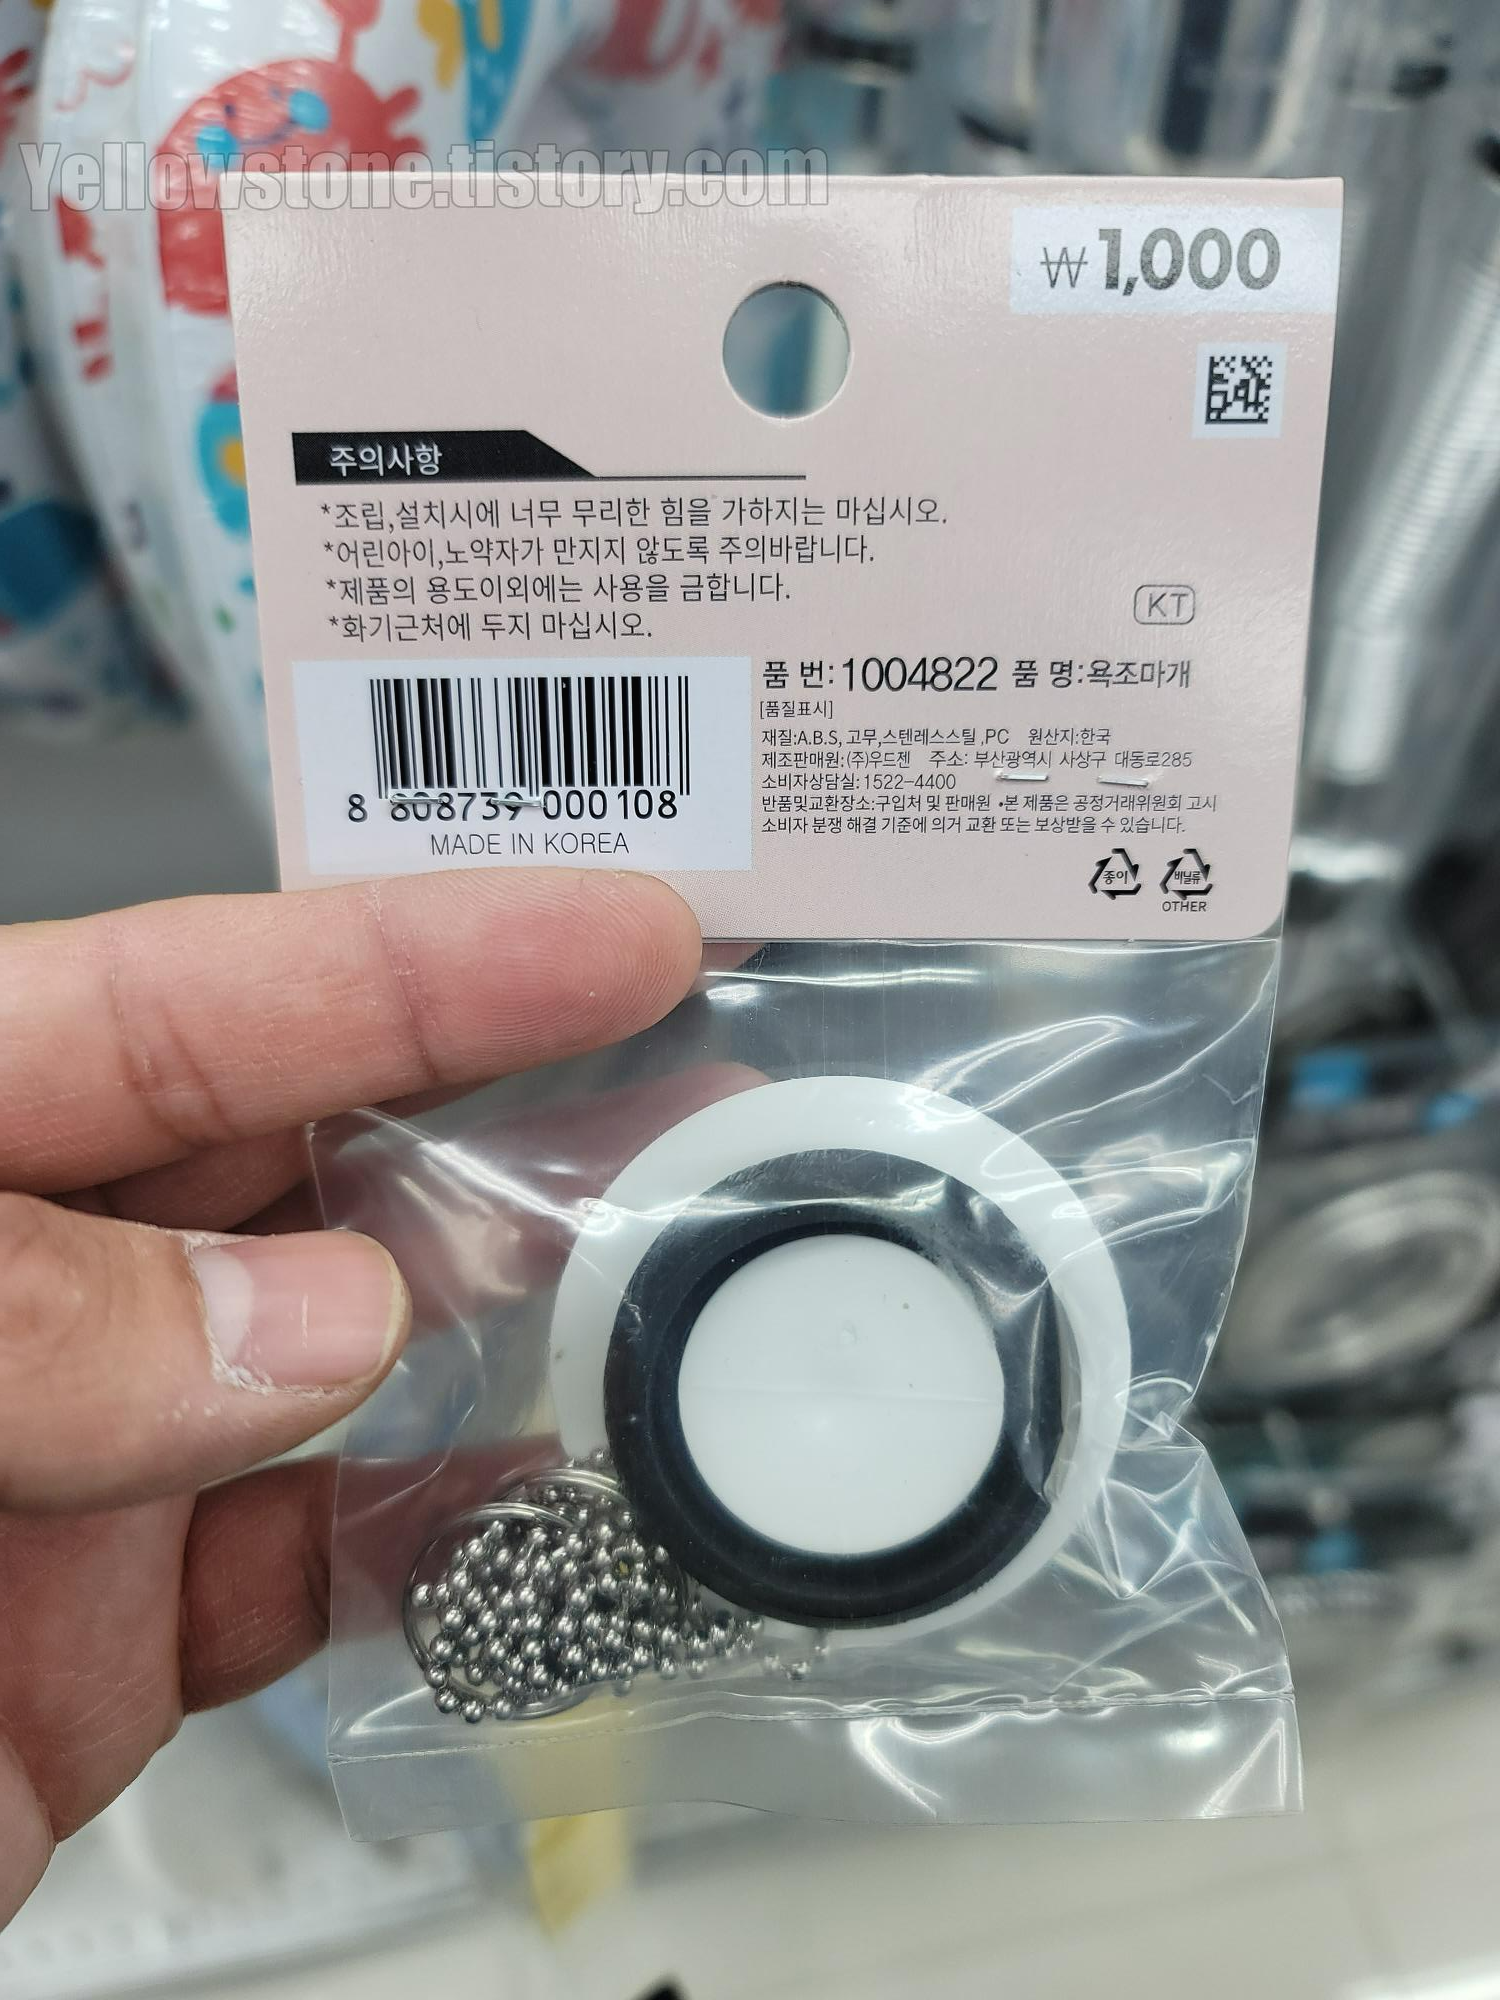 Yellowstone.tistory.com
₩1,000
주의사항
*조립,설치시에 너무 무리한 힘을 가하지는 마십시오.
*어린아이,노약자가 만지지 않도록 주의바랍니다.
*제품의 용도이외에는 사용을 금합니다.
*화기근처에 두지 마십시오.
KT
품 번:1004822 품 명:욕조마개
[품질표시]
재질:A.B.S, 고무,스텐레스스틸,PC 원산지:한국
제조판매원:(주)우드젠 주소: 부산광역시 사상구 대동로285
소비자상담실:1522-4400
반품및교환장소:구입처 및 판매원 •본 제품은 공정거래위원회 고시
소비자 분쟁 해결 기준에 의거 교환 또는 보상받을 수 있습니다.
8 808739 000108
MADE IN KOREA
종이 비닐류
OTHER